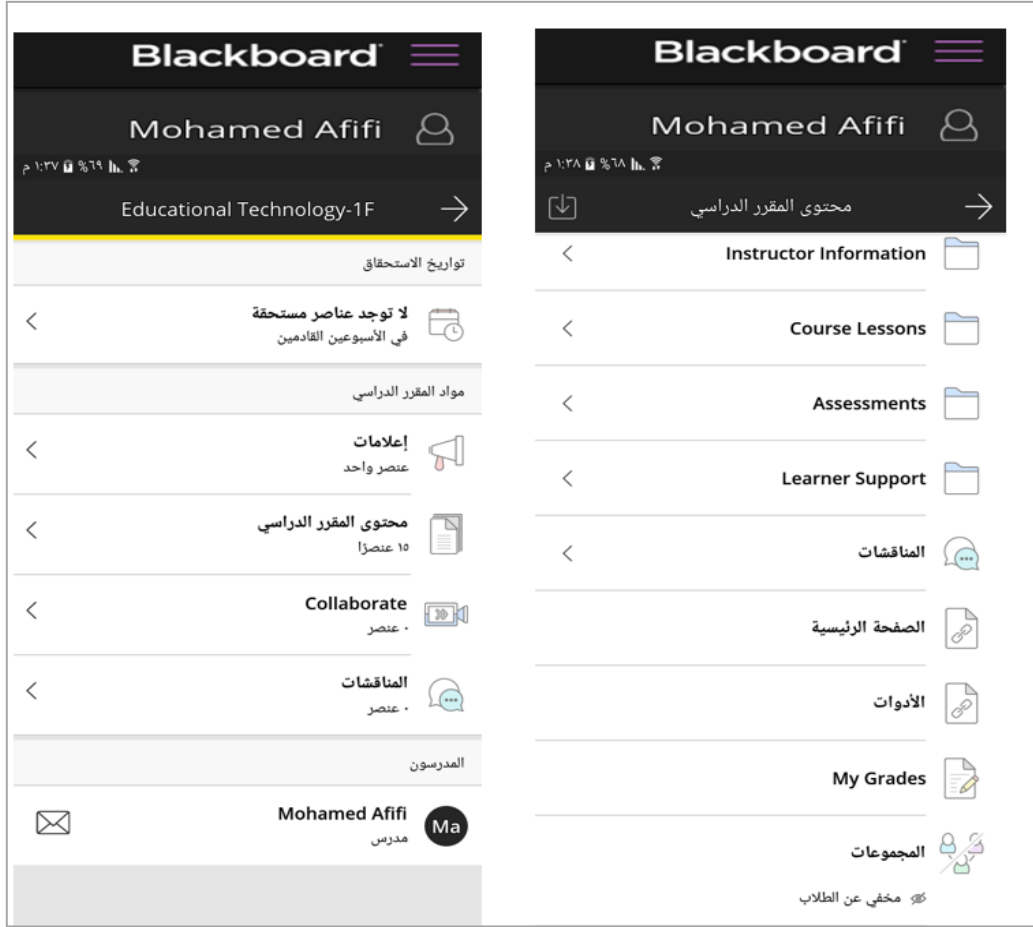 Blackboard
Mohamed Afifi
١:٣٧ م ٦٩%
Educational Technology-1F
تواريخ الاستحقاق
لا توجد عناصر مستحقة
في الأسبوعين القادمين
مواد المقرر الدراسي
إعلامات
عنصر واحد
محتوى المقرر الدراسي
١٥ عنصرًا
Collaborate
٠ عنصر
المناقشات
٠ عنصر
المدرسون
Mohamed Afifi
Ma
مدرس
Blackboard
Mohamed Afifi
١:٣٨ م ٦٨%
محتوى المقرر الدراسي
Instructor Information
Course Lessons
Assessments
Learner Support
المناقشات
الصفحة الرئيسية
الأدوات
My Grades
المجموعات
مخفي عن الطلاب